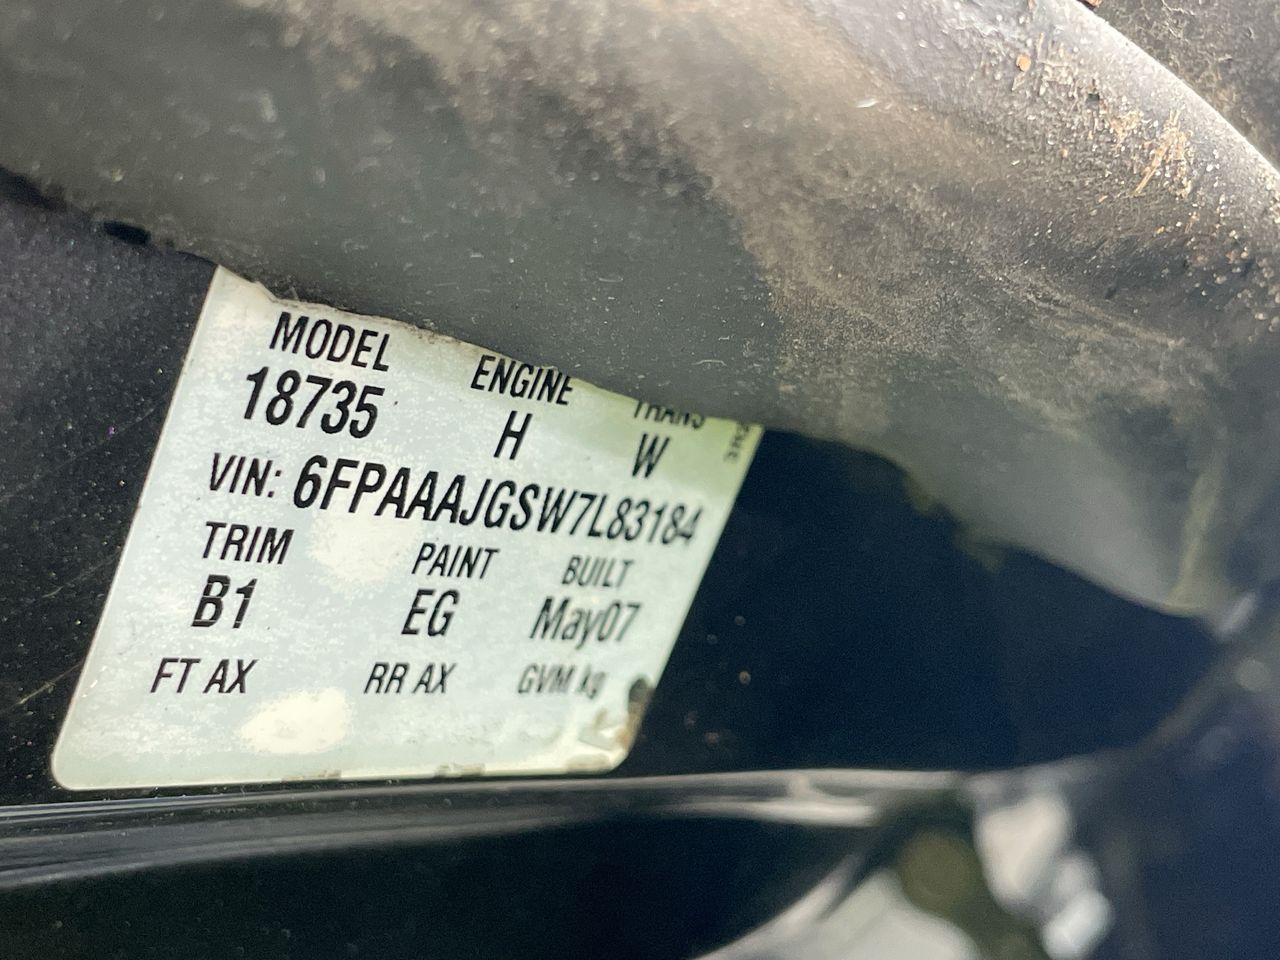 MODEL ENGINE TRANS
18735 H W
VIN: 6FPAAAJGSW7L83184
TRIM PAINT BUILT
B1 EG May07
FT AX RR AX GVM kg